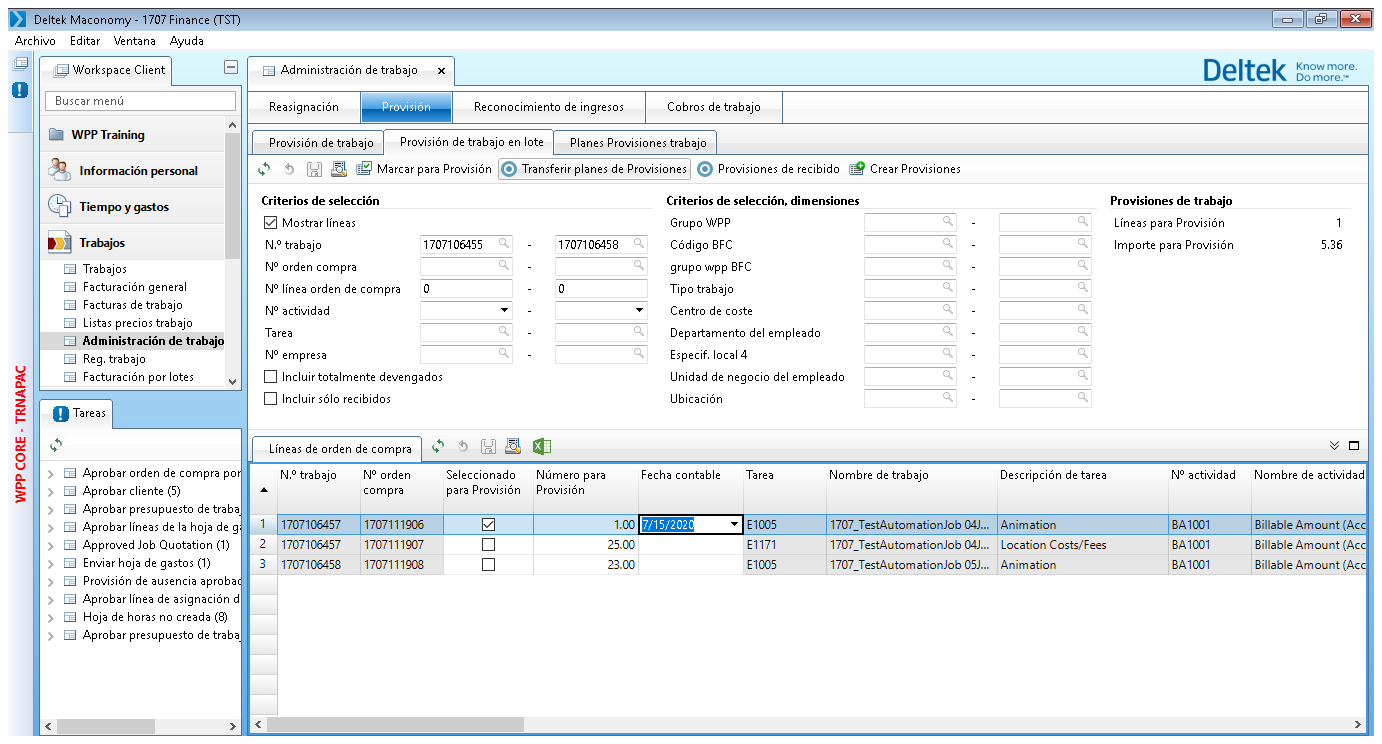 Deltek Maconomy - 1707 Finance (TST)
Archivo Editar Ventana Ayuda
WPP CORE - TRNAPAC
Workspace Client
Buscar menú
WPP Training
Información personal
Tiempo y gastos
Trabajos
Trabajos
Facturación general
Facturas de trabajo
Listas precios trabajo
Administración de trabajo
Reg. trabajo
Facturación por lotes
Tareas
Aprobar orden de compra por
Aprobar cliente (5)
Aprobar presupuesto de traba
Aprobar líneas de la hoja de ga
Approved Job Quotation (1)
Enviar hoja de gastos (1)
Provisión de ausencia aprobac
Aprobar línea de asignación d
Hoja de horas no creada (8)
Aprobar presupuesto de traba
Administración de trabajo
Deltek Know more. Do more.™
Reasignación Provisión Reconocimiento de ingresos Cobros de trabajo
Provisión de trabajo Provisión de trabajo en lote Planes Provisiones trabajo
Marcar para Provisión Transferir planes de Provisiones Provisiones de recibido Crear Provisiones
Criterios de selección
Mostrar líneas
N.º trabajo 1707106455 - 1707106458
Nº orden compra -
Nº línea orden de compra 0 - 0
Nº actividad -
Tarea -
Nº empresa -
Incluir totalmente devengados
Incluir sólo recibidos
Criterios de selección, dimensiones
Grupo WPP -
Código BFC -
grupo wpp BFC -
Tipo trabajo -
Centro de coste -
Departamento del empleado -
Especif. local 4 -
Unidad de negocio del empleado -
Ubicación -
Provisiones de trabajo
Líneas para Provisión 1
Importe para Provisión 5.36
Líneas de orden de compra
N.º trabajo Nº orden compra Seleccionado para Provisión Número para Provisión Fecha contable Tarea Nombre de trabajo Descripción de tarea Nº actividad Nombre de actividad
1 1707106457 1707111906 1.00 7/15/2020 E1005 1707_TestAutomationJob 04J... Animation BA1001 Billable Amount (Acc
2 1707106457 1707111907 25.00 E1171 1707_TestAutomationJob 04J... Location Costs/Fees BA1001 Billable Amount (Acc
3 1707106458 1707111908 23.00 E1005 1707_TestAutomationJob 05J... Animation BA1001 Billable Amount (Acc